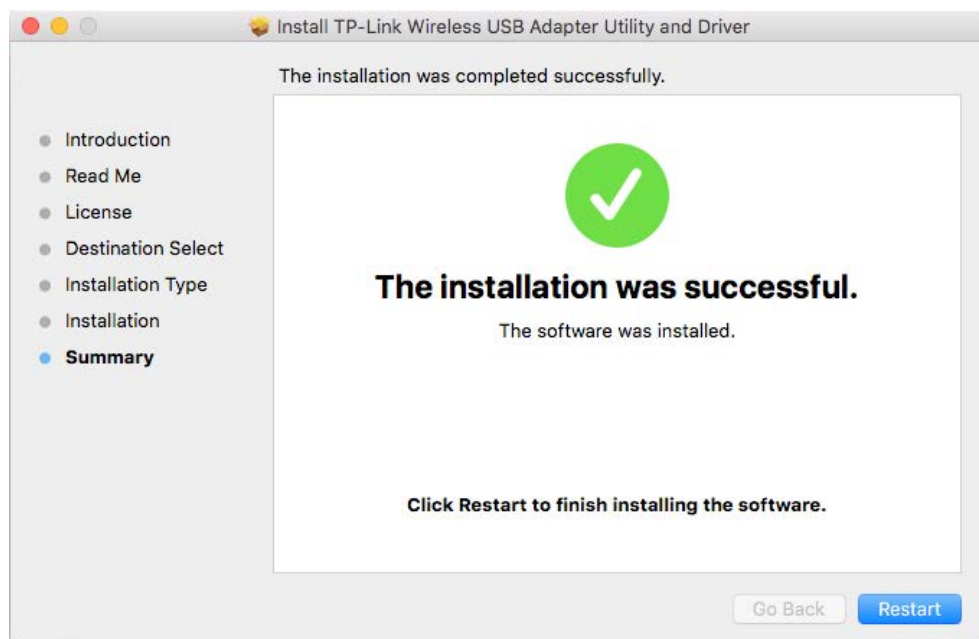 Install TP-Link Wireless USB Adapter Utility and Driver
The installation was completed successfully.
Introduction
Read Me
License
Destination Select
Installation Type
Installation
Summary
The installation was successful.
The software was installed.
Click Restart to finish installing the software.
Go Back
Restart